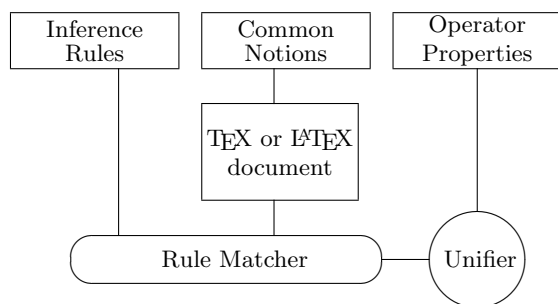 Inference
Rules
Common
Notions
Operator
Properties
TEX or LATEX
document
Rule Matcher
Unifier